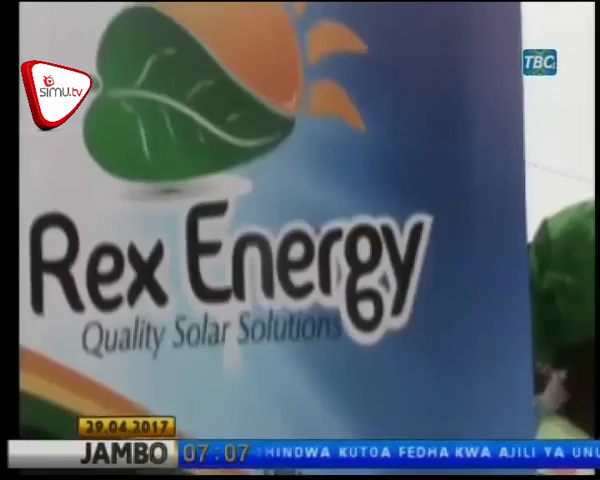 SIMU.tv
TBC
Rex Energy
Quality Solar Solutions
29.04.2017
JAMBO 07:07 HINDWA KUTOA FEDHA KWA AJILI YA